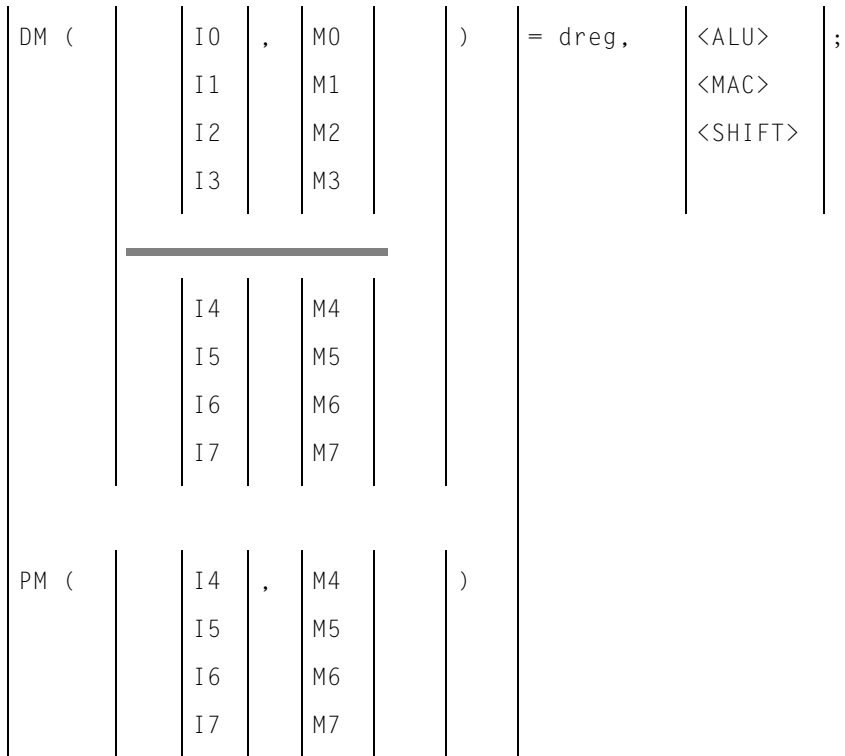 DM ( I0 , M0 ) = dreg, <ALU> ;
I1 M1 <MAC>
I2 M2 <SHIFT>
I3 M3
I4 M4
I5 M5
I6 M6
I7 M7
PM ( I4 , M4 )
I5 M5
I6 M6
I7 M7